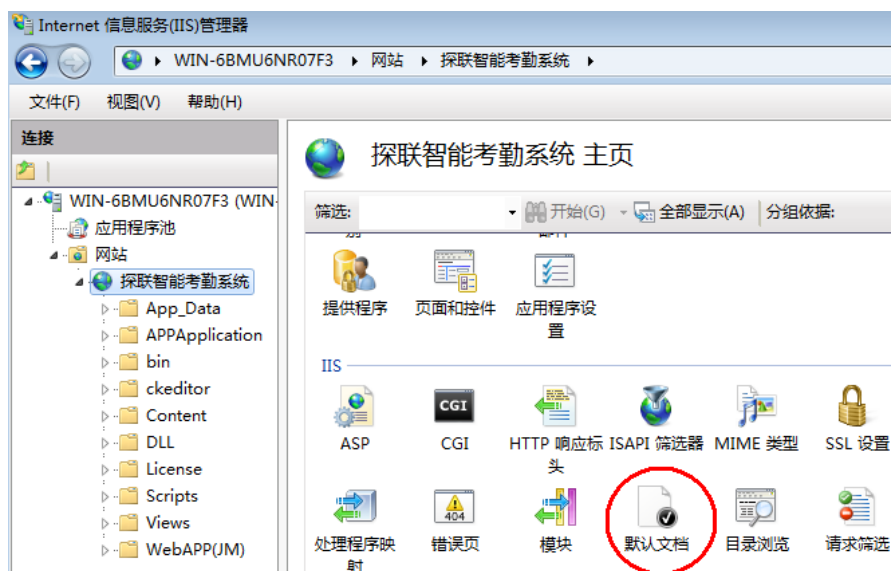 Internet 信息服务(IIS)管理器
WIN-6BMU6NR07F3 网站 探联智能考勤系统
文件(F) 视图(V) 帮助(H)
连接
WIN-6BMU6NR07F3 (WIN-
应用程序池
网站
探联智能考勤系统
App_Data
APPApplication
bin
ckeditor
Content
DLL
License
Scripts
Views
WebAPP(JM)
探联智能考勤系统 主页
筛选: 开始(G) 全部显示(A) 分组依据:
提供程序 页面和控件 应用程序设
置
IIS
CGI
ASP CGI HTTP 响应标 ISAPI 筛选器 MIME 类型 SSL 设置
头
404
处理程序映 错误页 模块 默认文档 目录浏览 请求筛选
射